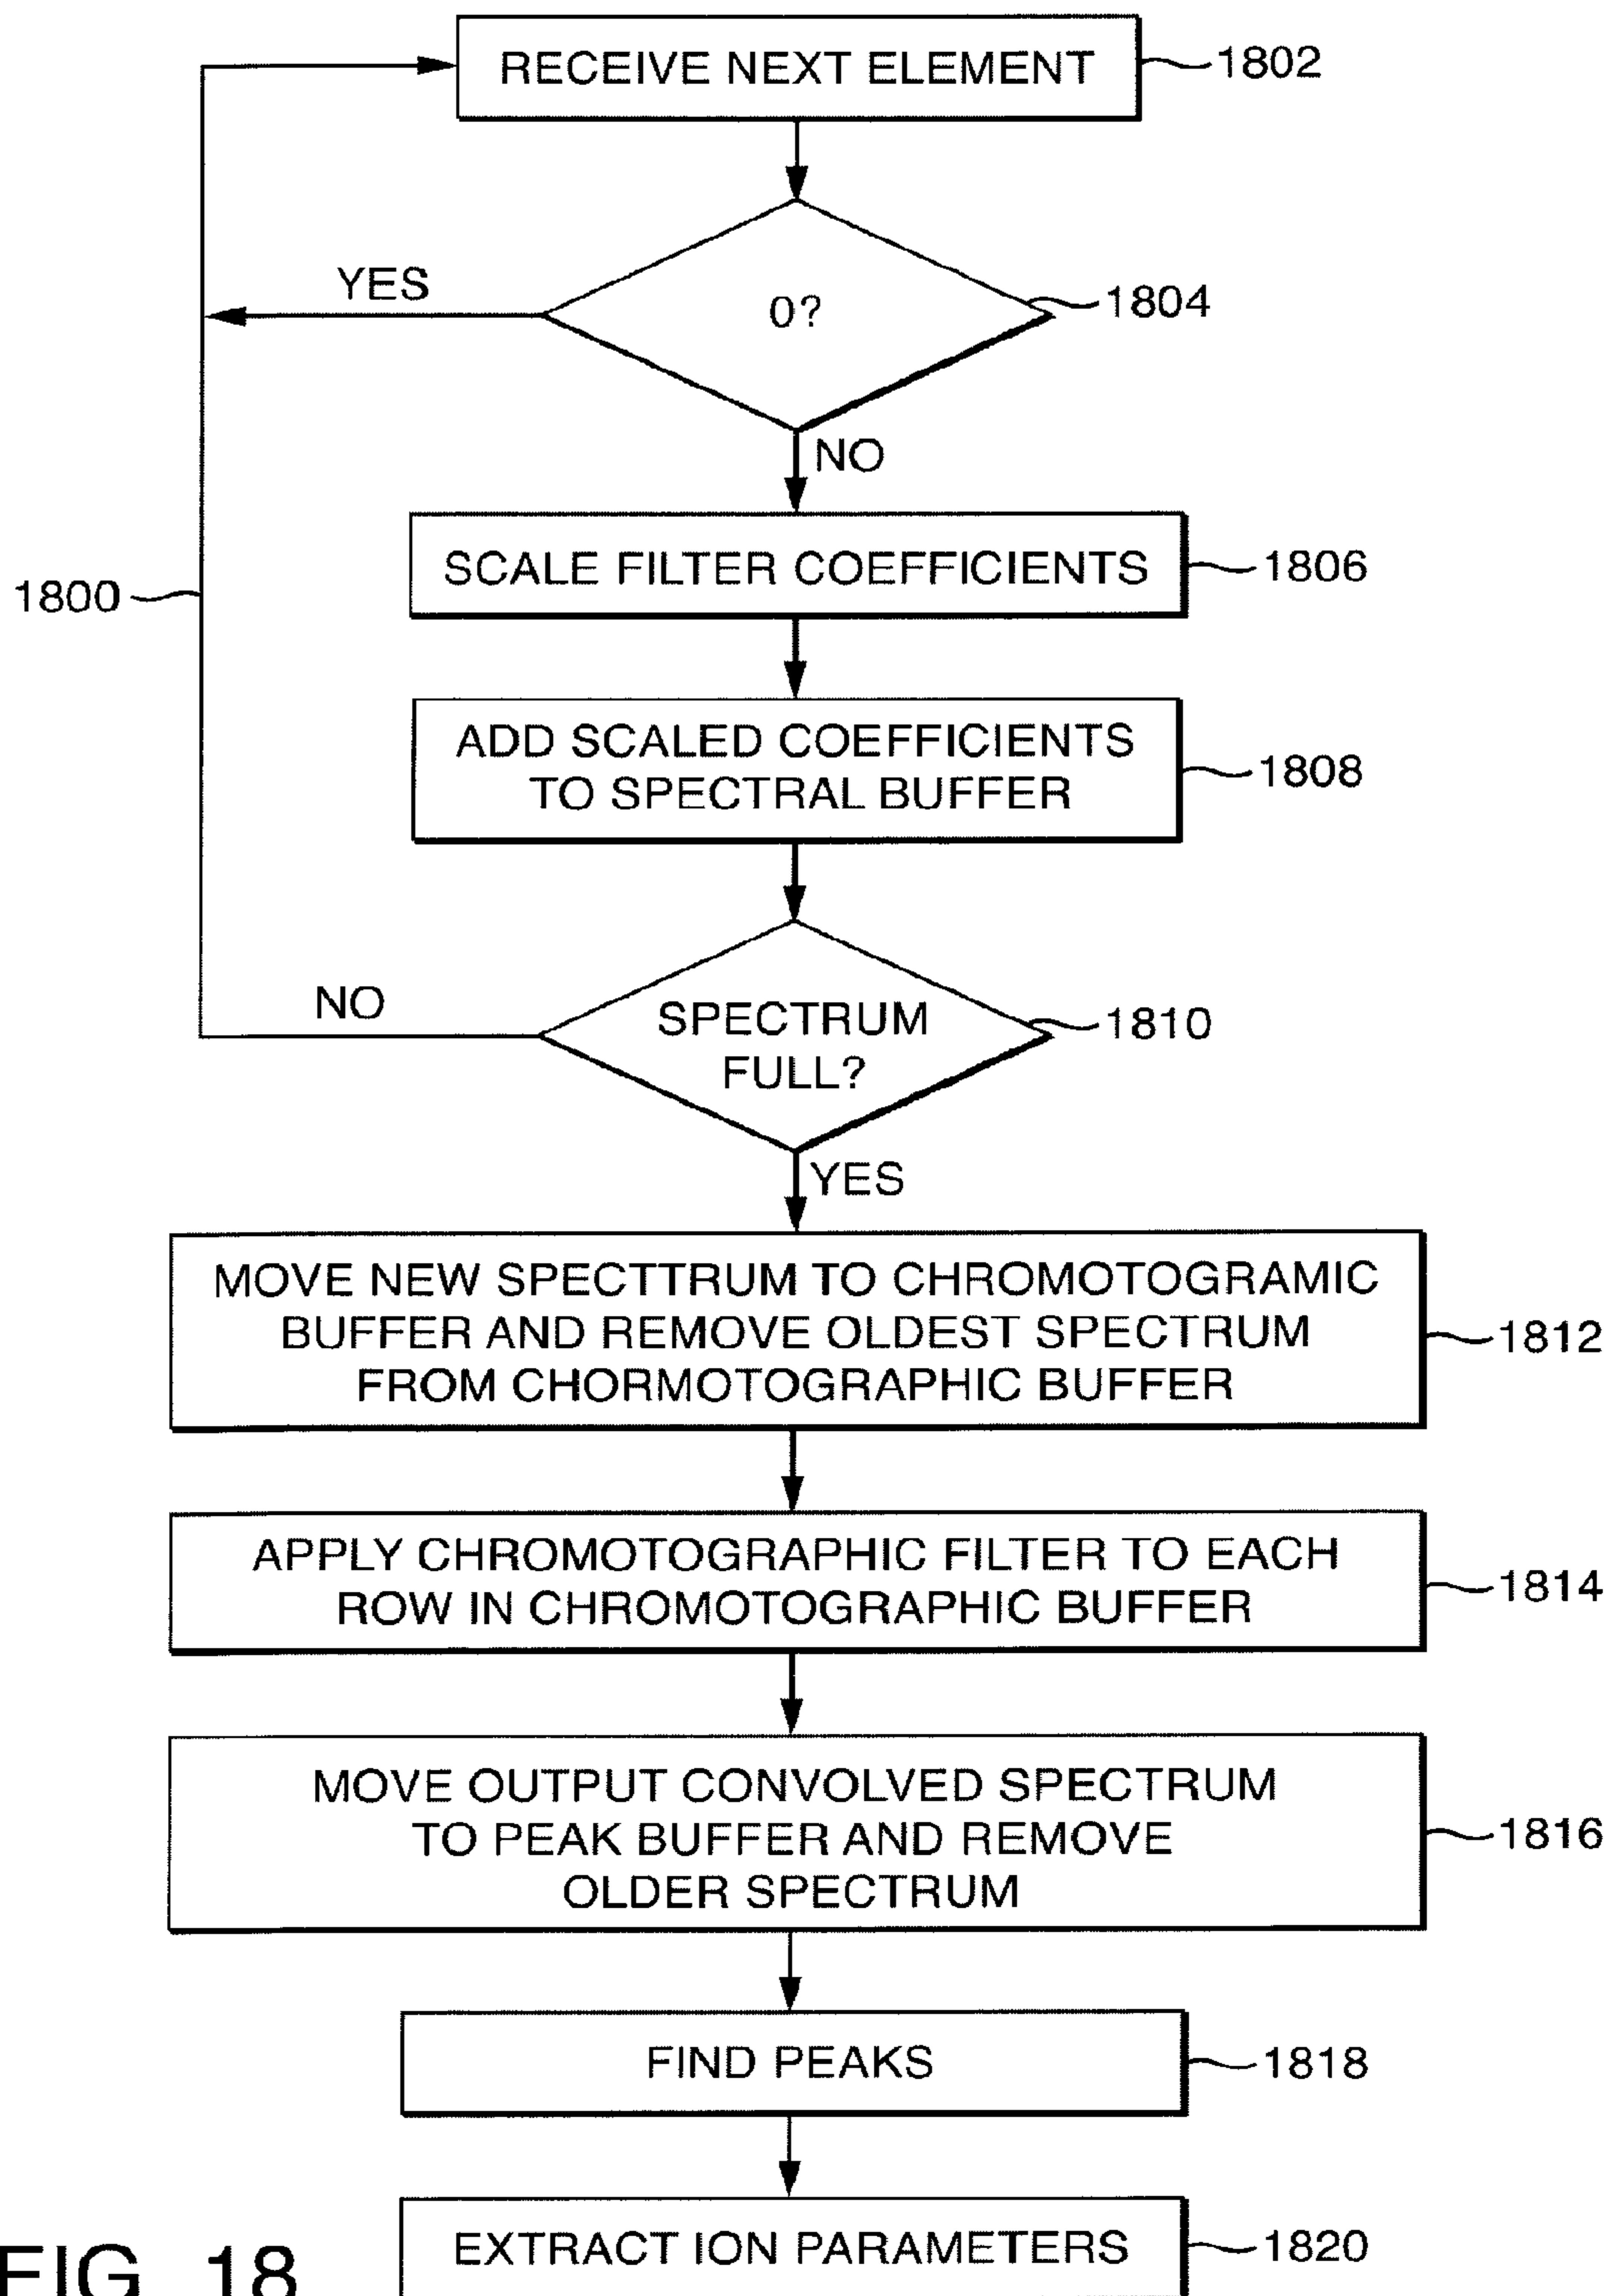 RECEIVE NEXT ELEMENT
1802
YES
0?
1804
NO
SCALE FILTER COEFFICIENTS
1806
1800
ADD SCALED COEFFICIENTS
TO SPECTRAL BUFFER
1808
NO
SPECTRUM
FULL?
1810
YES
MOVE NEW SPECTTRUM TO CHROMOTOGRAMIC
BUFFER AND REMOVE OLDEST SPECTRUM
FROM CHORMOTOGRAPHIC BUFFER
1812
APPLY CHROMOTOGRAPHIC FILTER TO EACH
ROW IN CHROMOTOGRAPHIC BUFFER
1814
MOVE OUTPUT CONVOLVED SPECTRUM
TO PEAK BUFFER AND REMOVE
OLDER SPECTRUM
1816
FIND PEAKS
1818
EXTRACT ION PARAMETERS
1820
FIG. 18